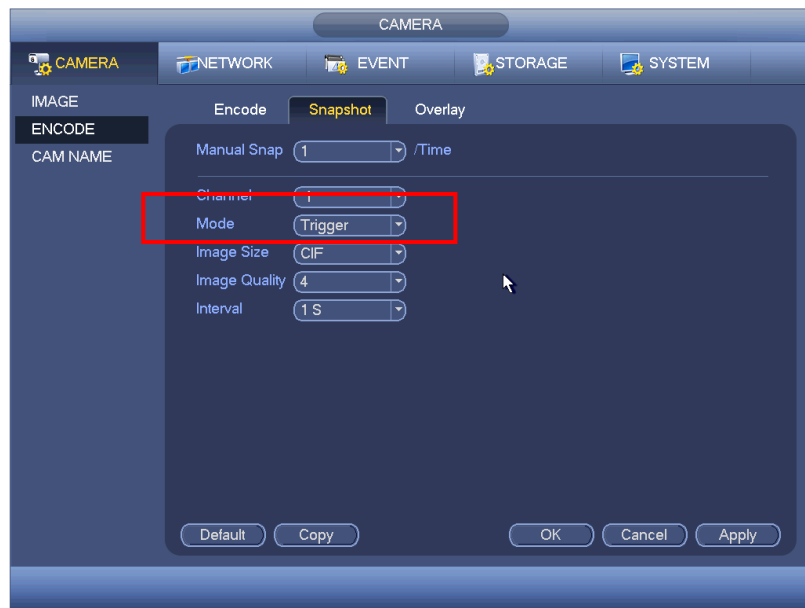 CAMERA
CAMERA NETWORK EVENT STORAGE SYSTEM
IMAGE
ENCODE
CAM NAME
Encode Snapshot Overlay
Manual Snap 1 /Time
Channel 1
Mode Trigger
Image Size CIF
Image Quality 4
Interval 1 S
Default Copy OK Cancel Apply